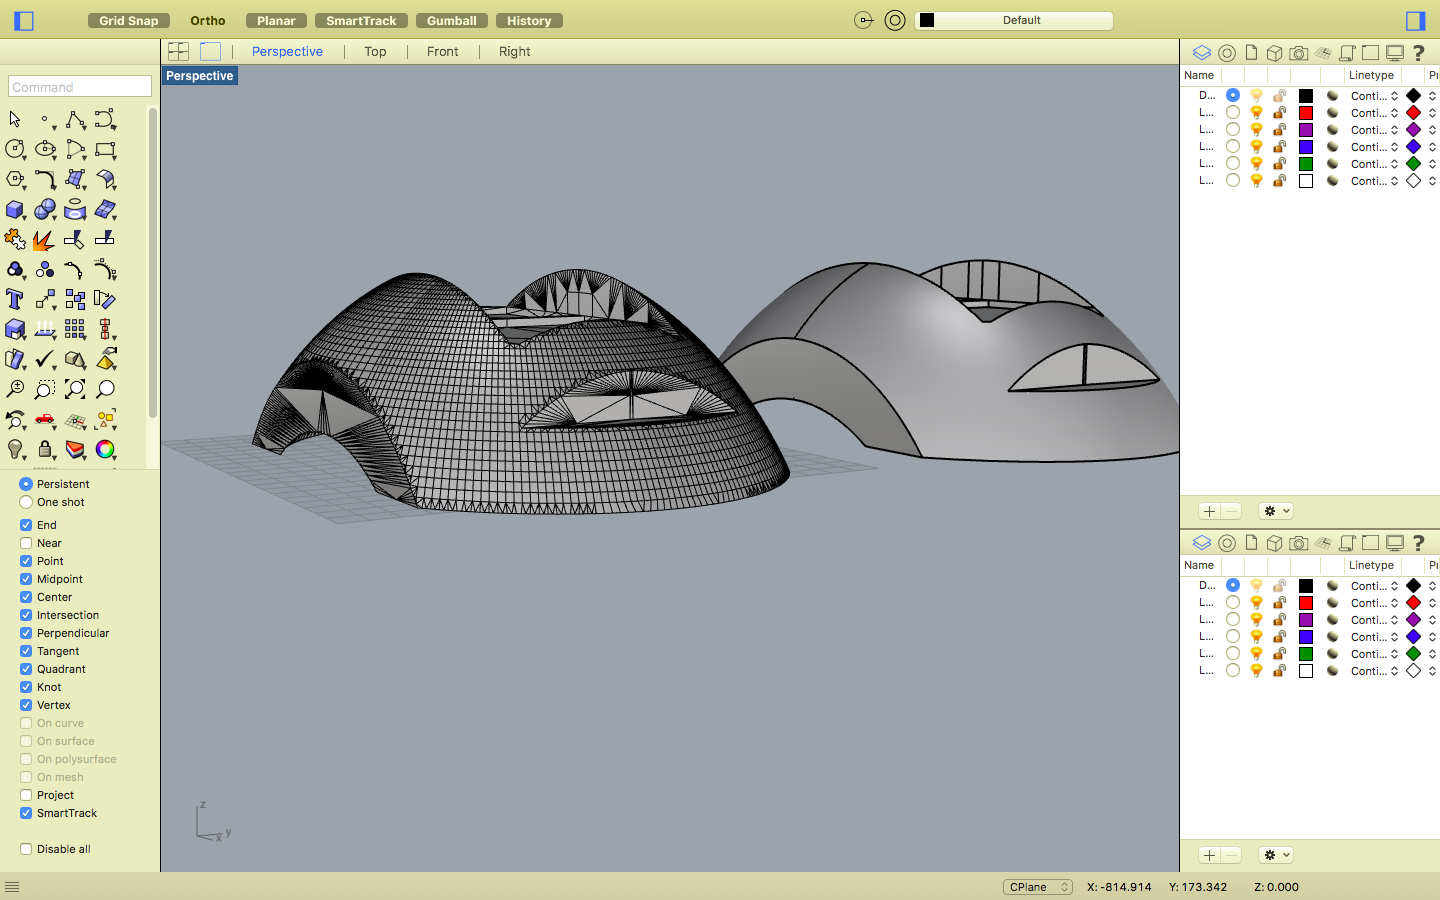 Grid Snap Ortho Planar SmartTrack Gumball History Default
Perspective Top Front Right
Perspective
Command
Persistent
One shot
End
Near
Point
Midpoint
Center
Intersection
Perpendicular
Tangent
Quadrant
Knot
Vertex
On curve
On surface
On polysurface
On mesh
Project
SmartTrack
Disable all
z
y
x
?
Name Linetype P
D... Conti...
L... Conti...
L... Conti...
L... Conti...
L... Conti...
L... Conti...
?
Name Linetype P
D... Conti...
L... Conti...
L... Conti...
L... Conti...
L... Conti...
L... Conti...
CPlane X: -814.914 Y: 173.342 Z: 0.000